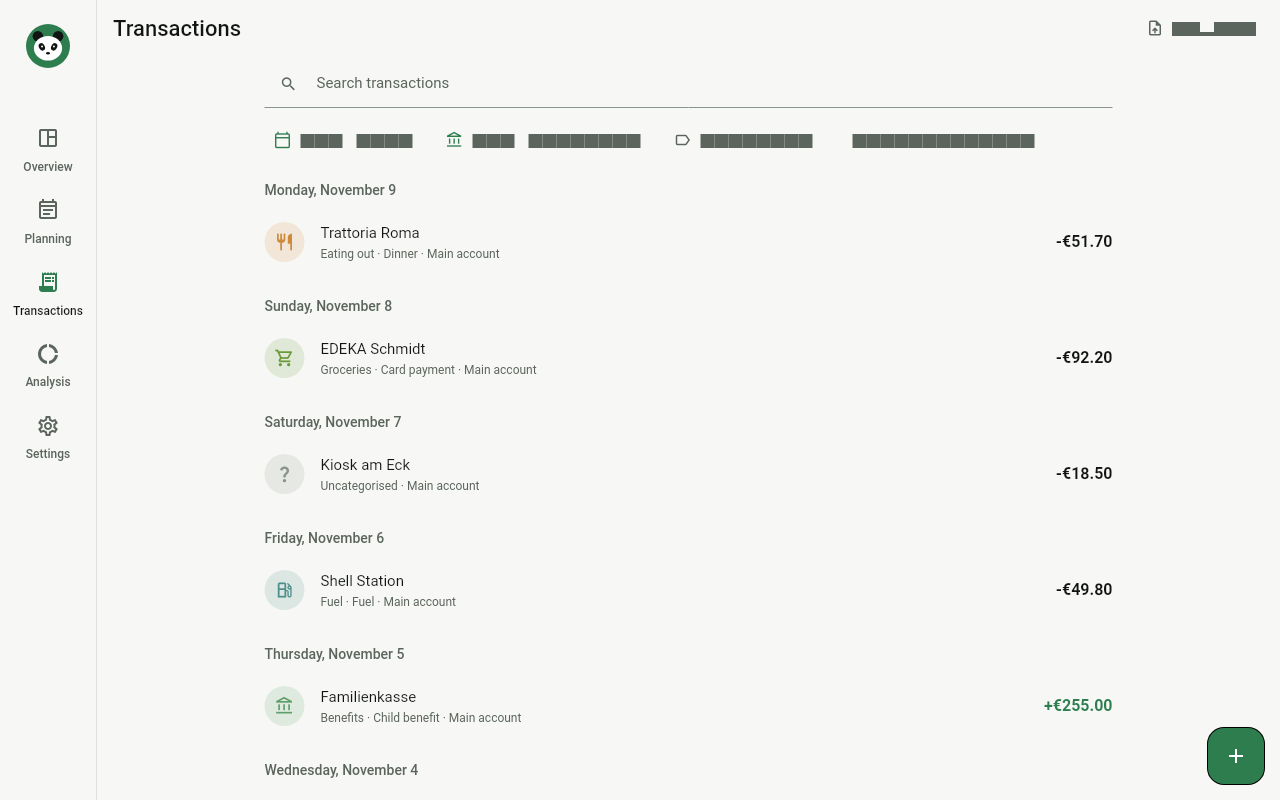 Transactions
Search transactions
Overview
Planning
Transactions
Analysis
Settings
Monday, November 9
Trattoria Roma
-€51.70
Eating out · Dinner · Main account
Sunday, November 8
EDEKA Schmidt
-€92.20
Groceries · Card payment · Main account
Saturday, November 7
?
Kiosk am Eck
-€18.50
Uncategorised · Main account
Friday, November 6
Shell Station
-€49.80
Fuel · Fuel · Main account
Thursday, November 5
Familienkasse
+€255.00
Benefits · Child benefit · Main account
Wednesday, November 4